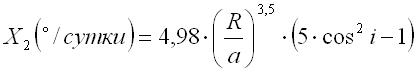 X₂(°/сутки) = 4,98·(R/a)^3,5·(5·cos² i−1)